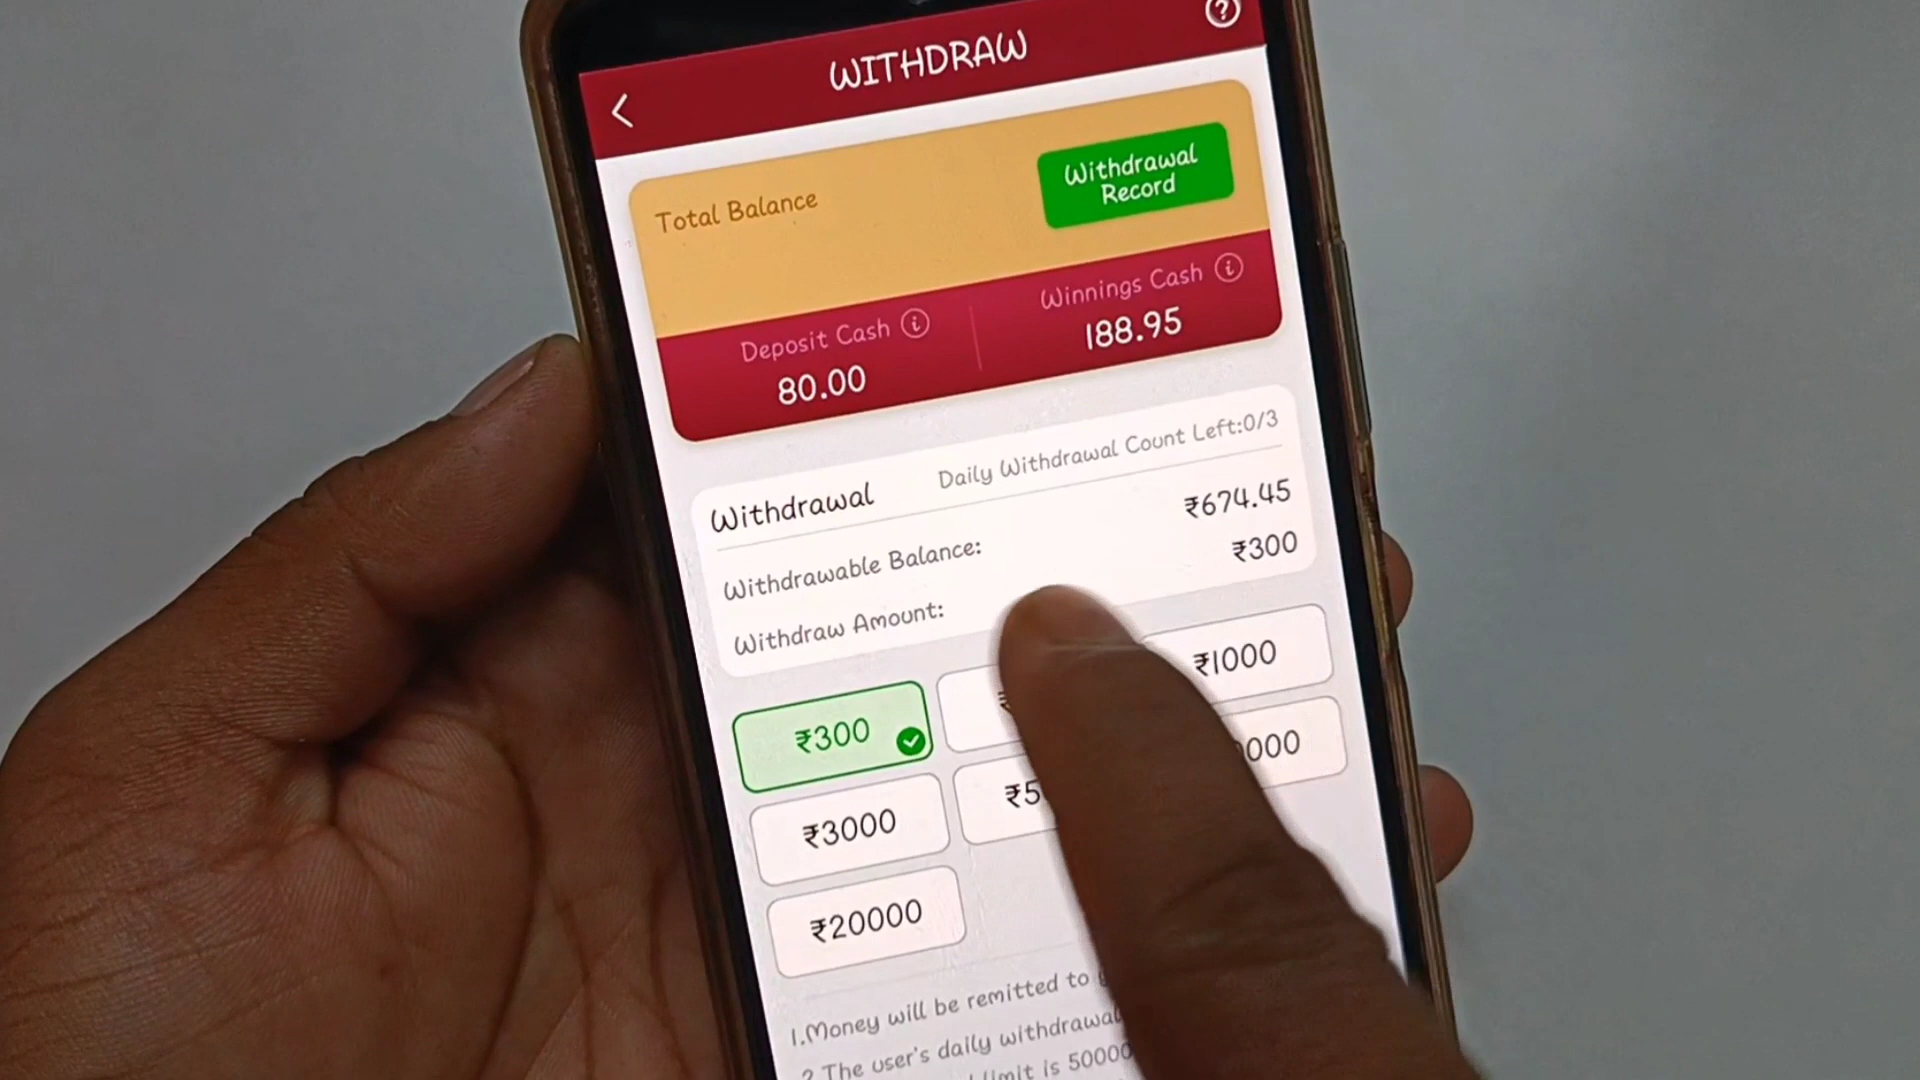 WITHDRAW
Total Balance
Withdrawal
Record
Deposit Cash
80.00
Winnings Cash
188.95
Withdrawal
Daily Withdrawal Count Left:0/3
Withdrawable Balance:
₹674.45
Withdraw Amount:
₹300
₹300
₹1000
₹3000
₹20000
1.Money will be remitted to
2.The user's daily withdrawal
limit is 50000